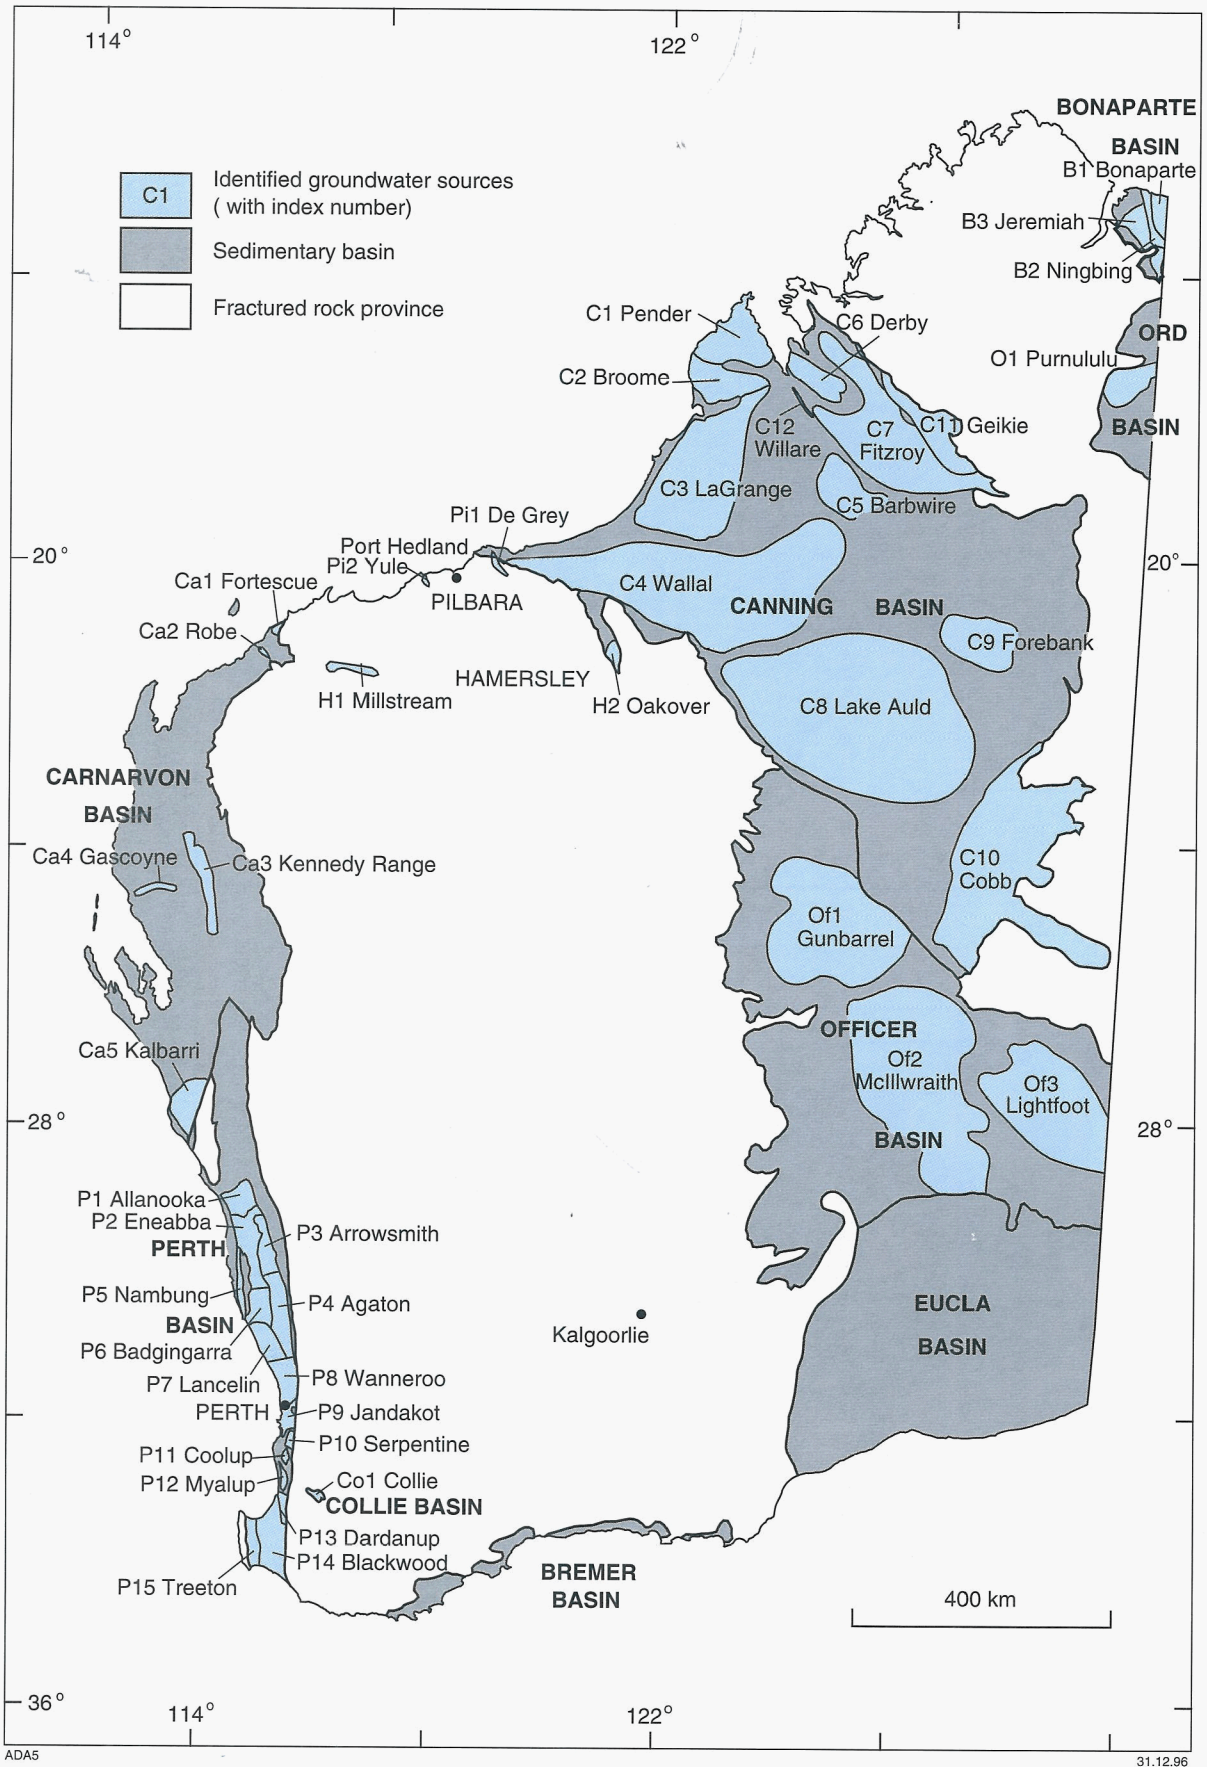 114°
122°
BONAPARTE
BASIN
B1 Bonaparte
C1
Identified groundwater sources
( with index number)
B3 Jeremiah
Sedimentary basin
B2 Ningbing
Fractured rock province
C1 Pender
C6 Derby
ORD
O1 Purnululu
C2 Broome
C12
Willare
C7
Fitzroy
C11 Geikie
BASIN
C3 LaGrange
C5 Barbwire
Pi1 De Grey
Port Hedland
Pi2 Yule
20°
20°
Ca1 Fortescue
C4 Wallal
PILBARA
CANNING
BASIN
Ca2 Robe
C9 Forebank
HAMERSLEY
H1 Millstream
H2 Oakover
C8 Lake Auld
CARNARVON
BASIN
Ca4 Gascoyne
Ca3 Kennedy Range
C10
Cobb
Of1
Gunbarrel
OFFICER
Ca5 Kalbarri
Of2
McIllwraith
Of3
Lightfoot
28°
28°
BASIN
P1 Allanooka
P2 Eneabba
P3 Arrowsmith
PERTH
P5 Nambung
P4 Agaton
EUCLA
BASIN
BASIN
Kalgoorlie
P6 Badgingarra
P7 Lancelin
P8 Wanneroo
PERTH
P9 Jandakot
P10 Serpentine
P11 Coolup
P12 Myalup
Co1 Collie
COLLIE BASIN
P13 Dardanup
P14 Blackwood
P15 Treeton
BREMER
BASIN
400 km
36°
114°
122°
ADA5
31.12.96